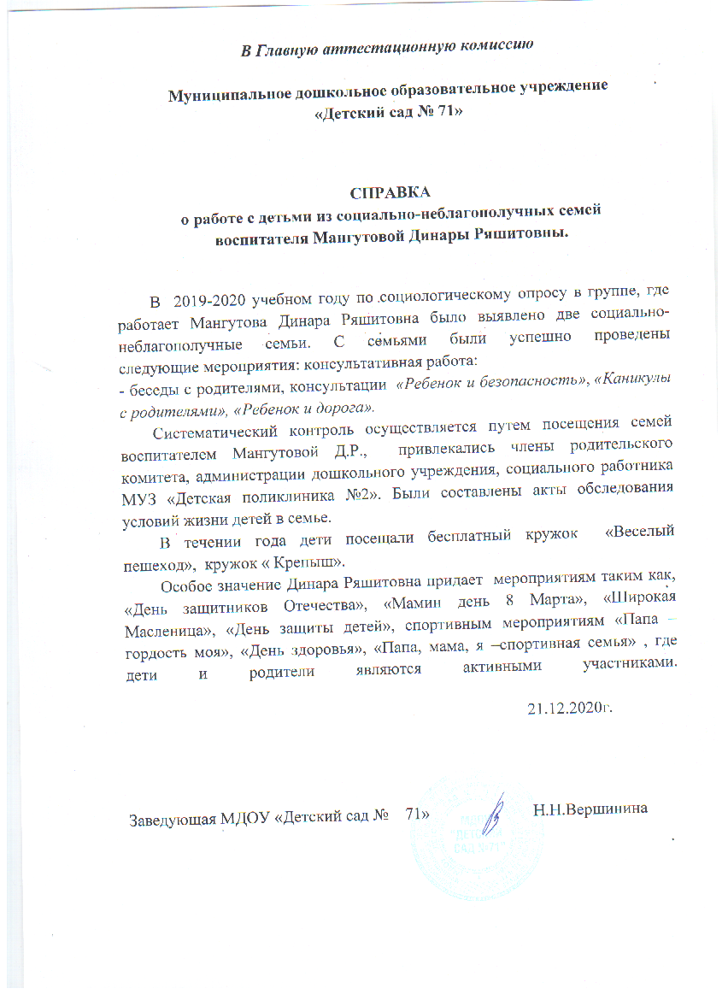 В Главную аттестационную комиссию
Муниципальное дошкольное образовательное учреждение
«Детский сад № 71»
СПРАВКА
о работе с детьми из социально-неблагополучных семей
воспитателя Мангутовой Динары Ряшитовны.
В 2019-2020 учебном году по социологическому опросу в группе, где
работает Мангутова Динара Ряшитовна было выявлено две социально-
неблагополучные семьи. С семьями были успешно проведены
следующие мероприятия: консультативная работа:
- беседы с родителями, консультации «Ребенок и безопасность», «Каникулы
с родителями», «Ребенок и дорога».
Систематический контроль осуществляется путем посещения семей
воспитателем Мангутовой Д.Р., привлекались члены родительского
комитета, администрации дошкольного учреждения, социального работника
МУЗ «Детская поликлиника №2». Были составлены акты обследования
условий жизни детей в семье.
В течении года дети посещали бесплатный кружок «Веселый
пешеход», кружок « Крепыш».
Особое значение Динара Ряшитовна придает мероприятиям таким как,
«День защитников Отечества», «Мамин день 8 Марта», «Широкая
Масленица», «День защиты детей», спортивным мероприятиям «Папа –
гордость моя», «День здоровья», «Папа, мама, я –спортивная семья» , где
дети и родители являются активными участниками.
21.12.2020г.
Заведующая МДОУ «Детский сад № 71» Н.Н.Вершинина
"ДЕТСКИЙ
САД №71"